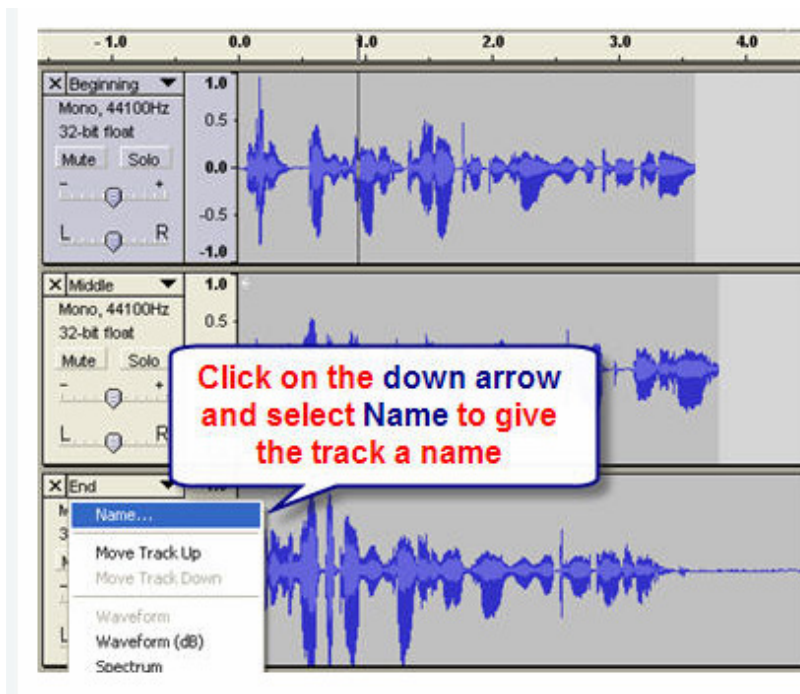 - 1.0 0.0 1.0 2.0 3.0 4.0
Beginning
Mono, 44100Hz
32-bit float
Mute Solo
- +
L R
1.0
0.5
0.0
-0.5
-1.0
Middle
Mono, 44100Hz
32-bit float
Mute Solo
- +
L R
1.0
0.5
Click on the down arrow
and select Name to give
the track a name
End
Name...
Move Track Up
Move Track Down
Waveform
Waveform (dB)
Spectrum